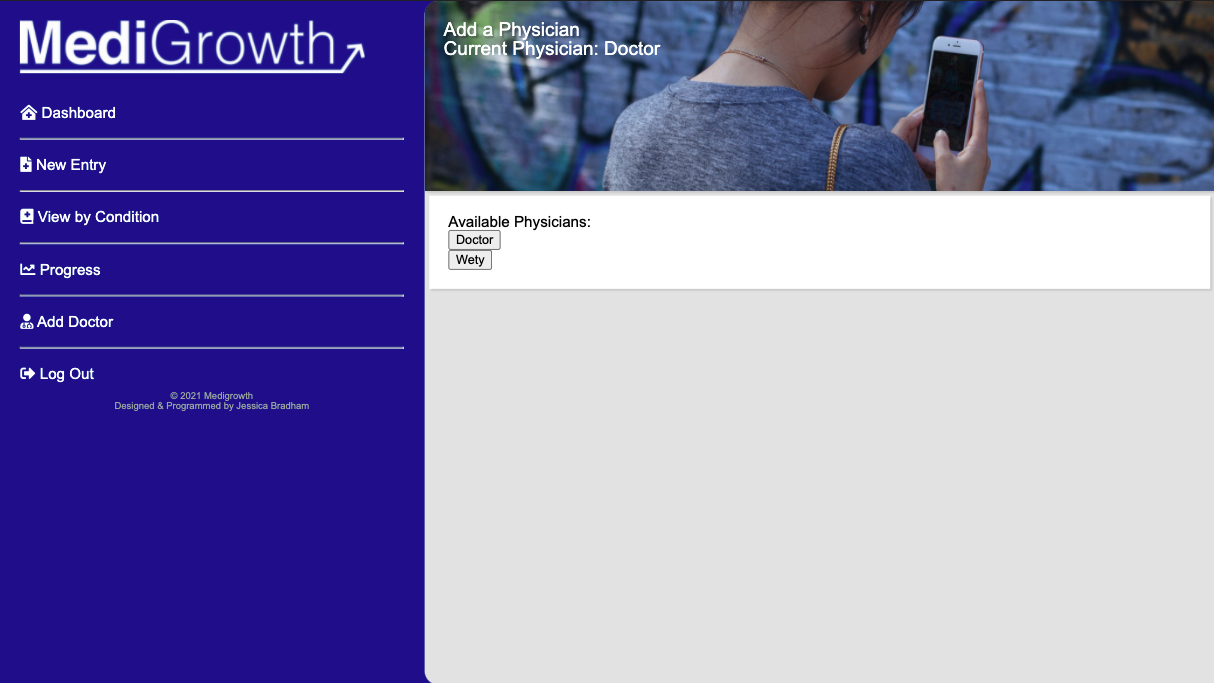 MediGrowth
Dashboard
New Entry
View by Condition
Progress
Add Doctor
Log Out
© 2021 Medigrowth
Designed & Programmed by Jessica Bradham
Add a Physician
Current Physician: Doctor
Available Physicians:
Doctor
Wety